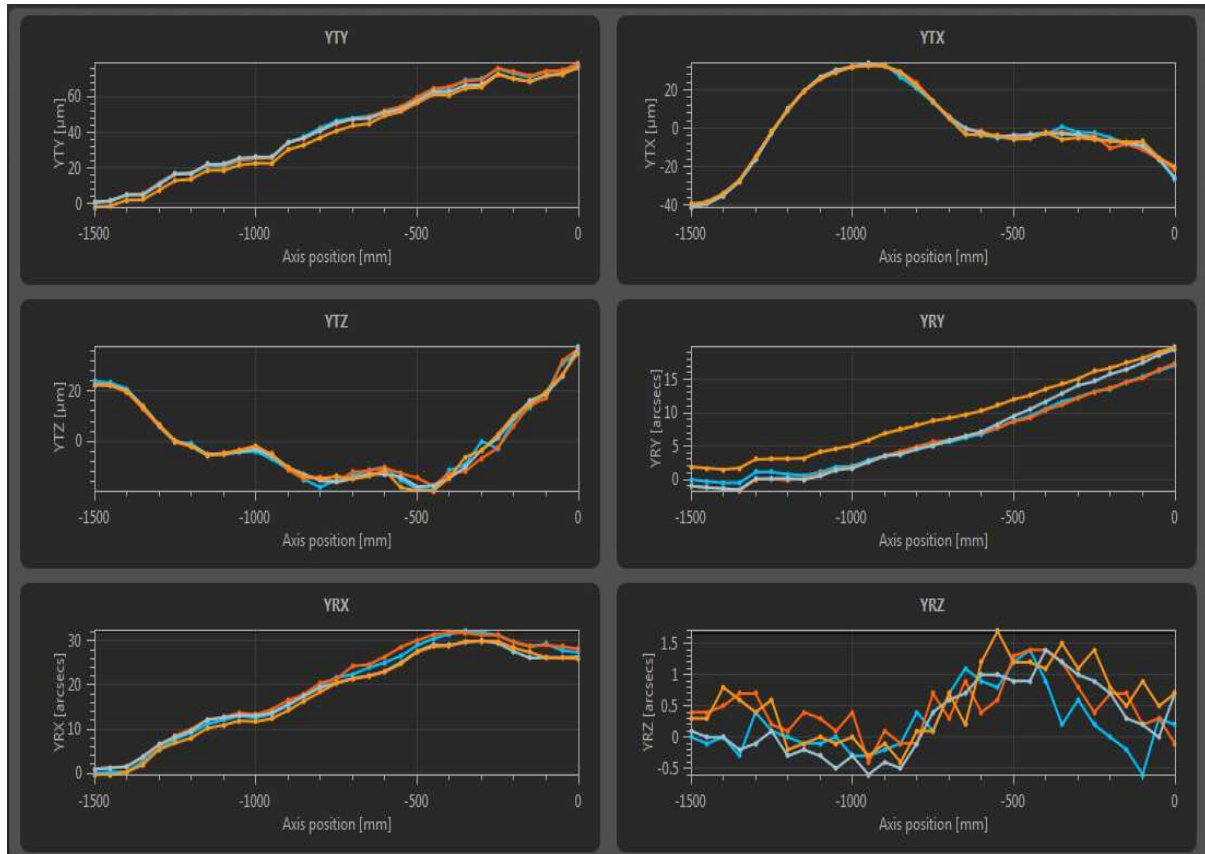 YTY
YTY [µm]
60
40
20
0
-1500
-1000
-500
0
Axis position [mm]
YTX
YTX [µm]
20
0
-20
-40
-1500
-1000
-500
0
Axis position [mm]
YTZ
YTZ [µm]
20
0
-1500
-1000
-500
0
Axis position [mm]
YRY
YRY [arcsecs]
15
10
5
0
-1500
-1000
-500
0
Axis position [mm]
YRX
YRX [arcsecs]
30
20
10
0
-1500
-1000
-500
0
Axis position [mm]
YRZ
YRZ [arcsecs]
1.5
1
0.5
0
-0.5
-1500
-1000
-500
0
Axis position [mm]